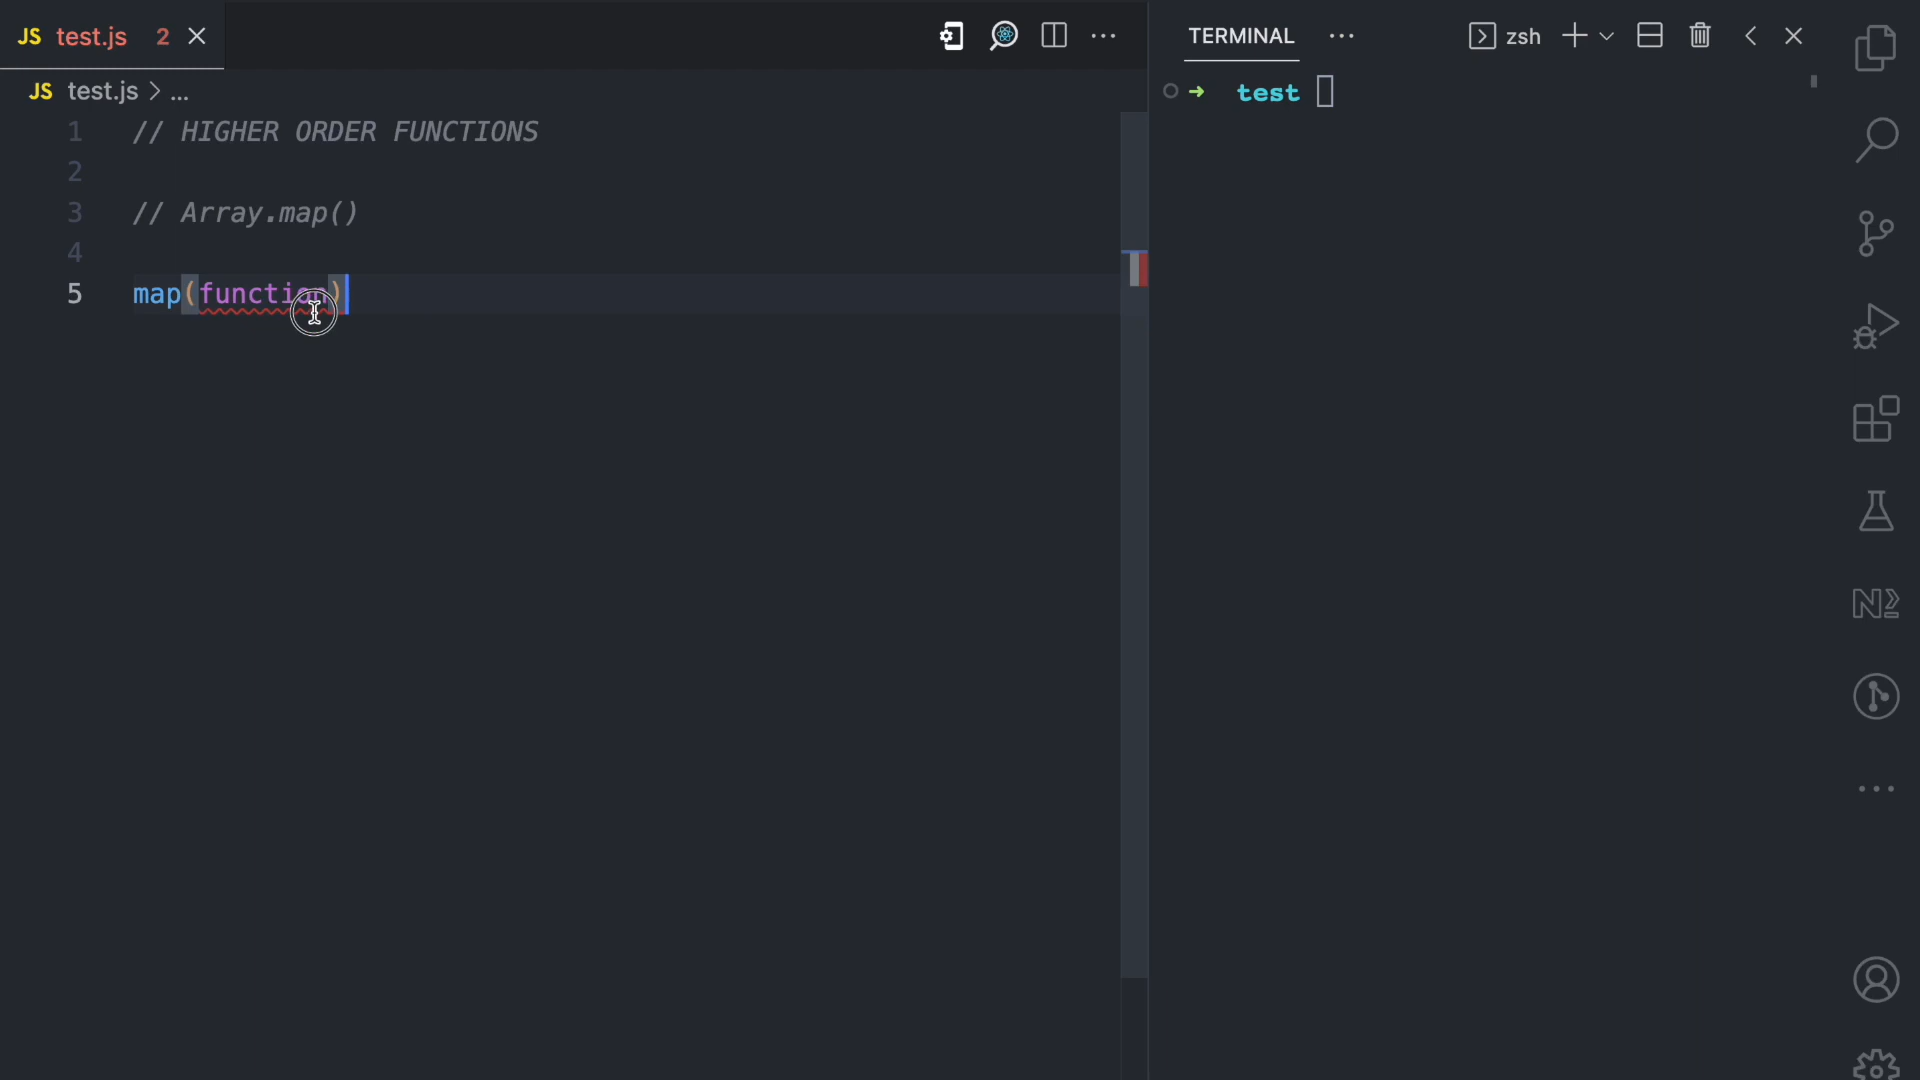 JS test.js 2
TERMINAL
zsh
JS test.js > ...
test
1 // HIGHER ORDER FUNCTIONS
2
3 // Array.map()
4
5 map(function)